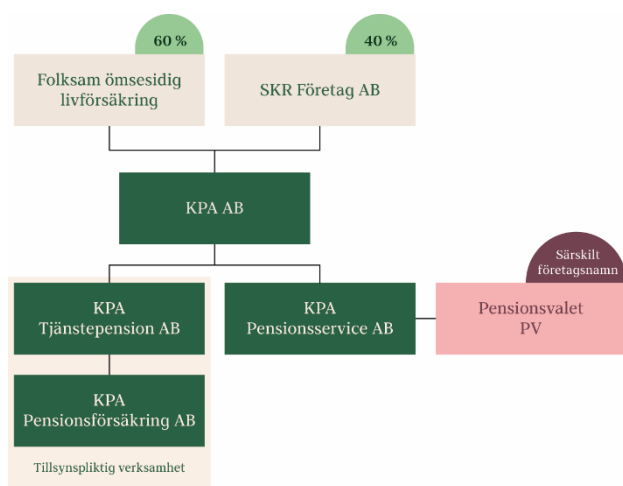 60 %
40 %
Folksam ömsesidig
livförsäkring
SKR Företag AB
KPA AB
Särskilt
företagsnamn
KPA
Tjänstepension AB
KPA
Pensionsservice AB
Pensionsvalet
PV
KPA
Pensionsförsäkring AB
Tillsynspliktig verksamhet